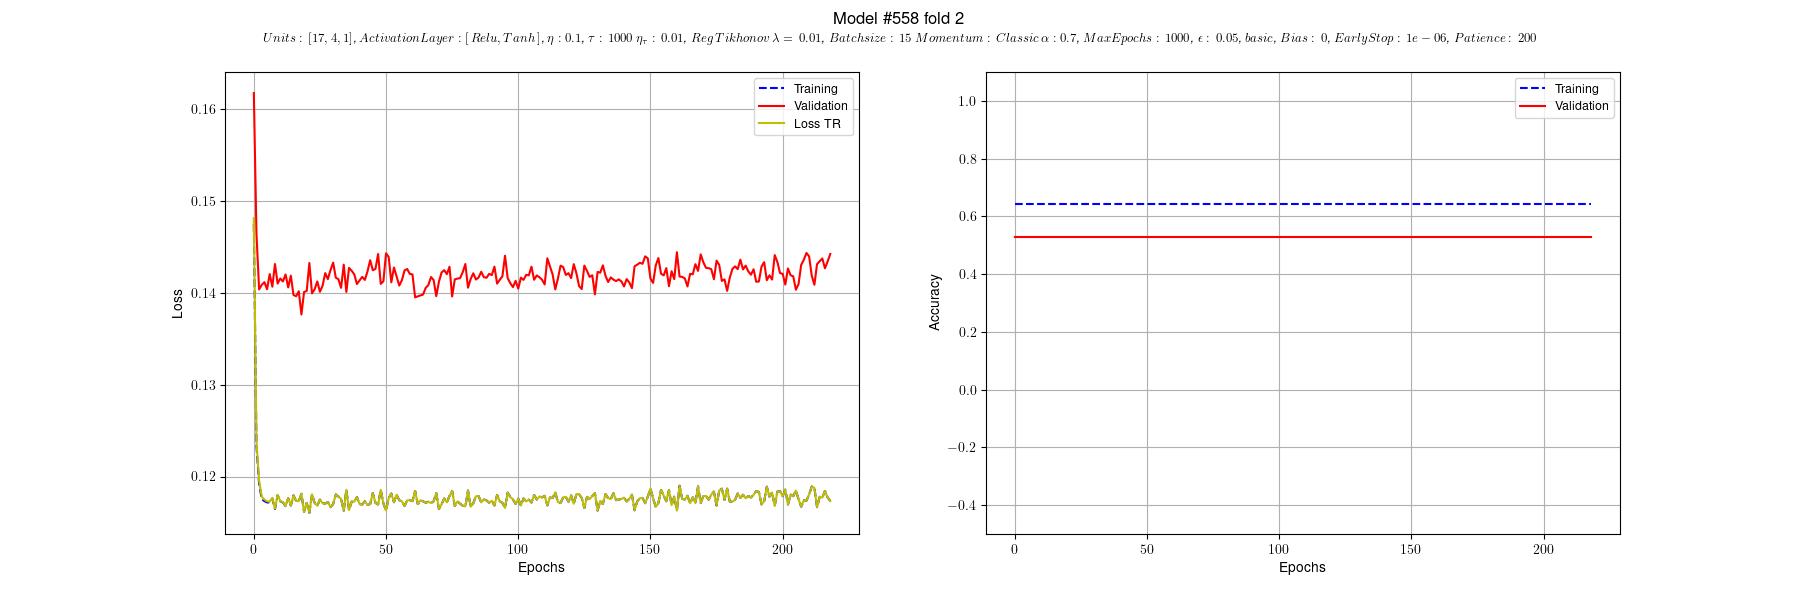 Model #558 fold 2
Units : [17, 4, 1], ActivationLayer : [ Relu, Tanh], η : 0.1, τ : 1000 ητ : 0.01, RegTikhonov λ = 0.01, Batchsize : 15 Momentum : Classic α : 0.7, MaxEpochs : 1000, ϵ : 0.05, basic, Bias : 0, EarlyStop : 1e − 06, Patience : 200
Training
Validation
Loss TR
0.16
0.15
0.14
0.13
0.12
Loss
0 50 100 150 200
Epochs
Training
Validation
1.0
0.8
0.6
0.4
0.2
0.0
−0.2
−0.4
Accuracy
0 50 100 150 200
Epochs